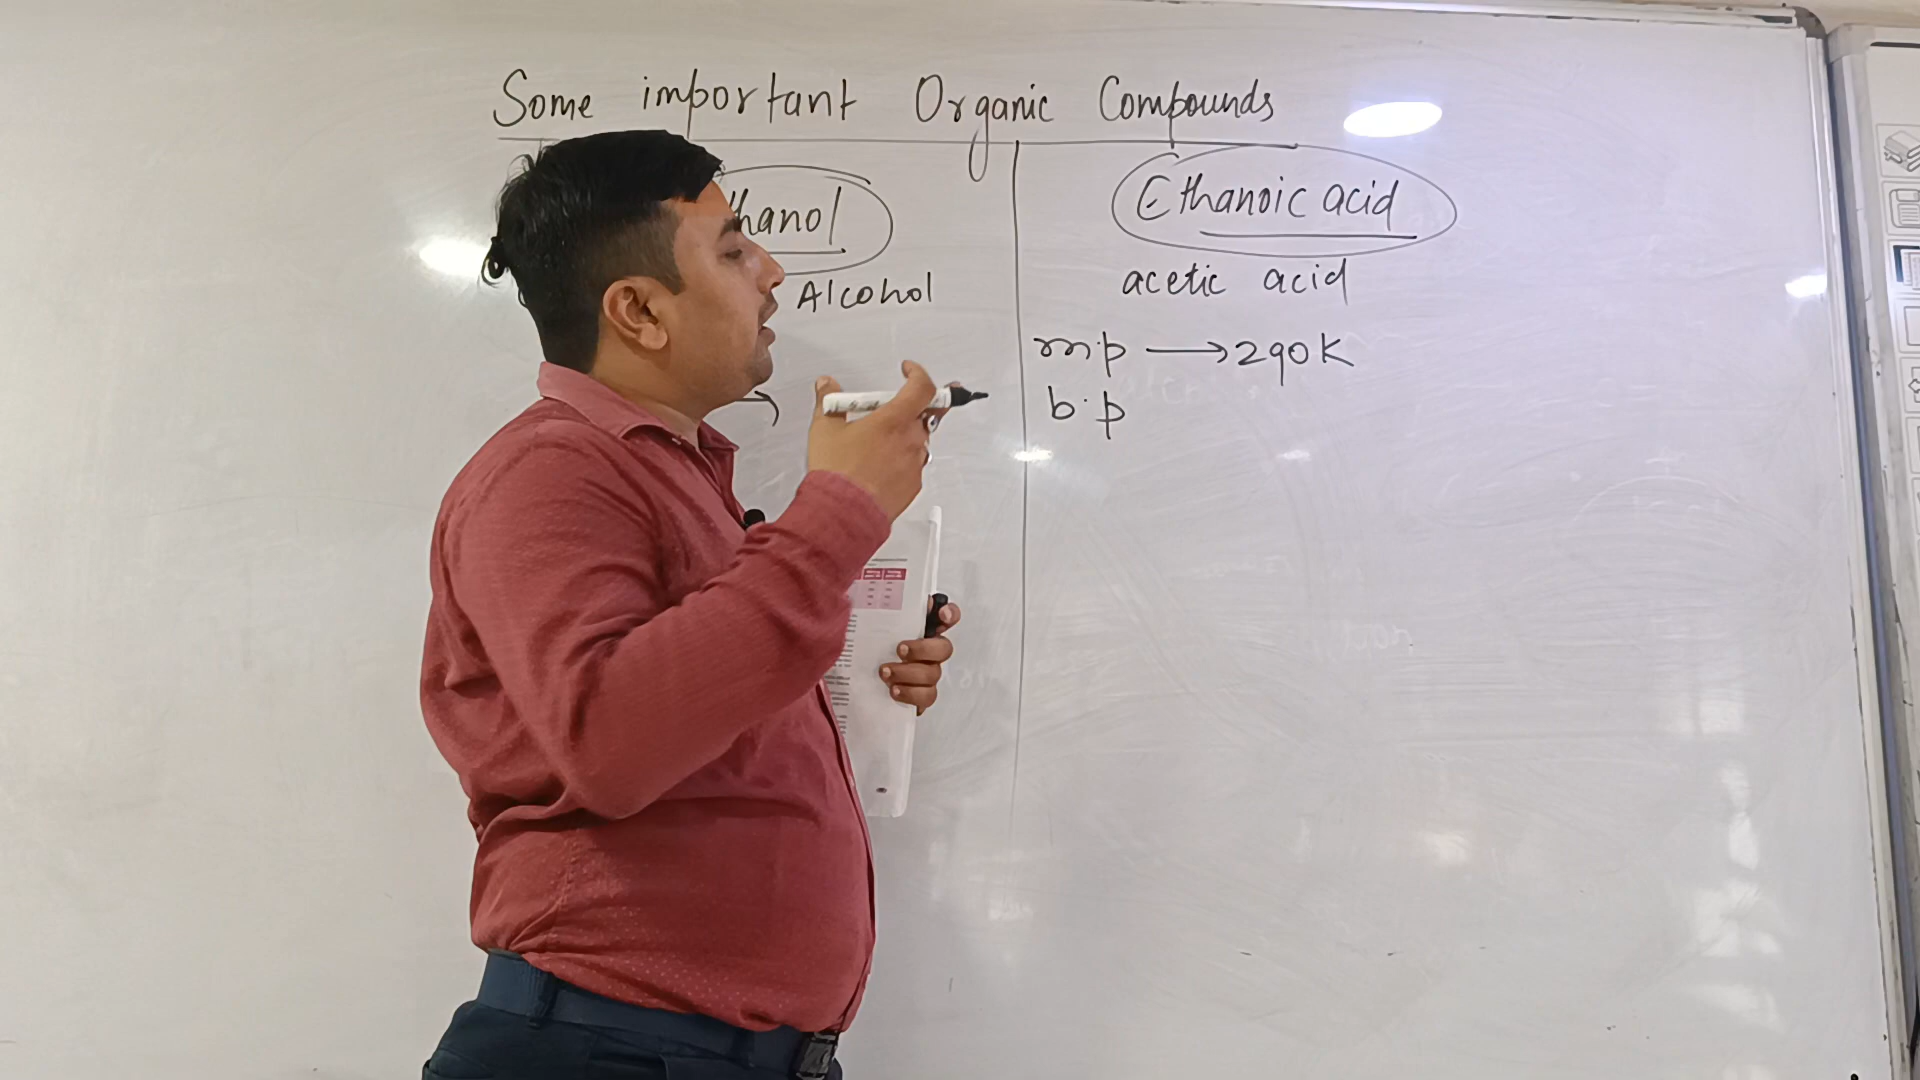 Some important Organic Compounds
hanol
Alcohol
Ethanoic acid
acetic acid
m.p → 290K
b.p